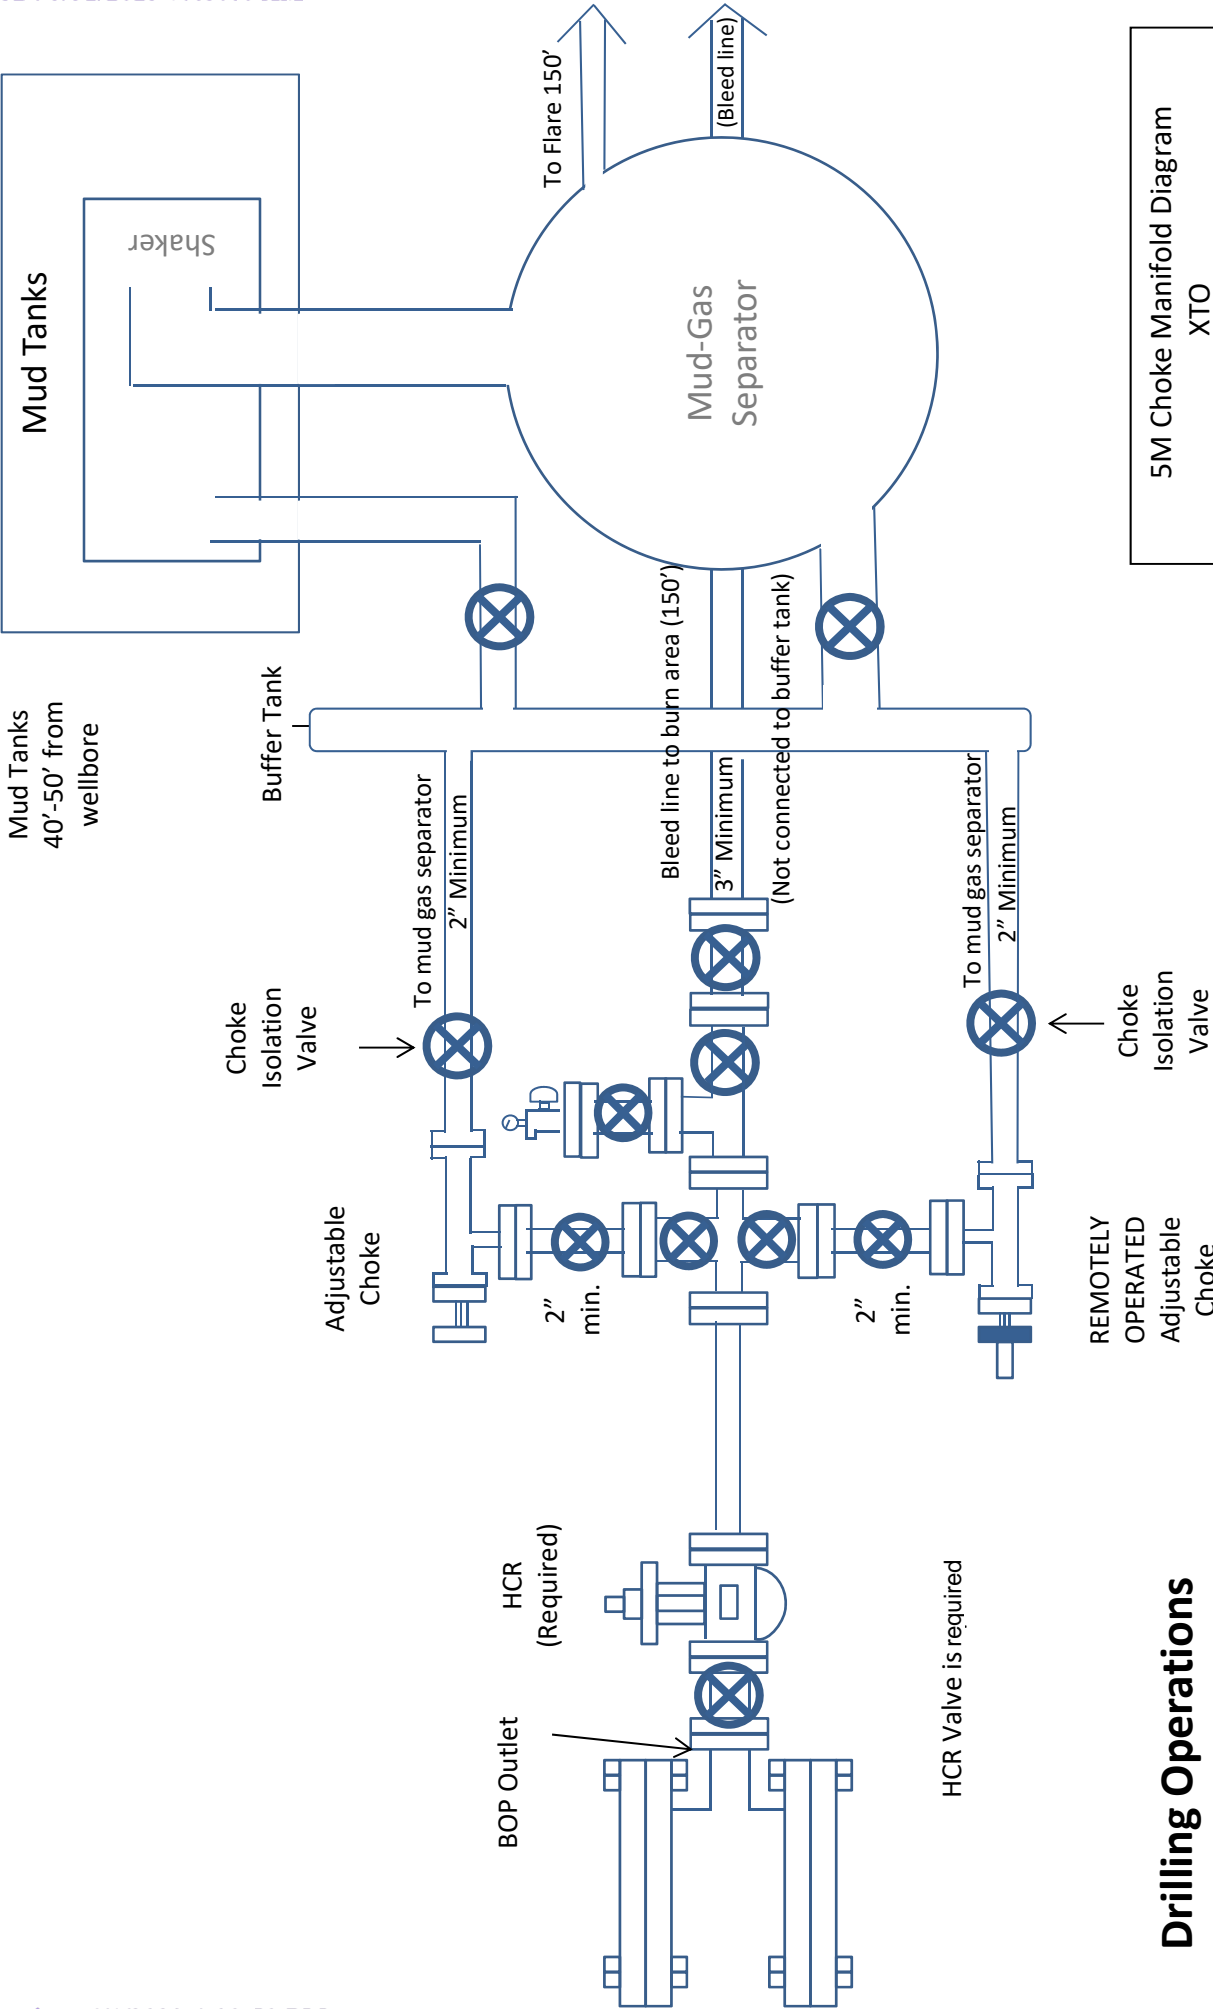 Drilling Operations
5M Choke Manifold Diagram
XTO
Mud Tanks
Shaker
Mud Tanks
40’-50’ from
wellbore
Buffer Tank
To Flare 150’
(Bleed line)
Mud-Gas
Separator
Bleed line to burn area (150’)
3” Minimum
(Not connected to buffer tank)
To mud gas separator
2” Minimum
To mud gas separator
2” Minimum
Choke
Isolation
Valve
Choke
Isolation
Valve
Adjustable
Choke
REMOTELY
OPERATED
Adjustable
Choke
2”
min.
2”
min.
HCR
(Required)
BOP Outlet
HCR Valve is required